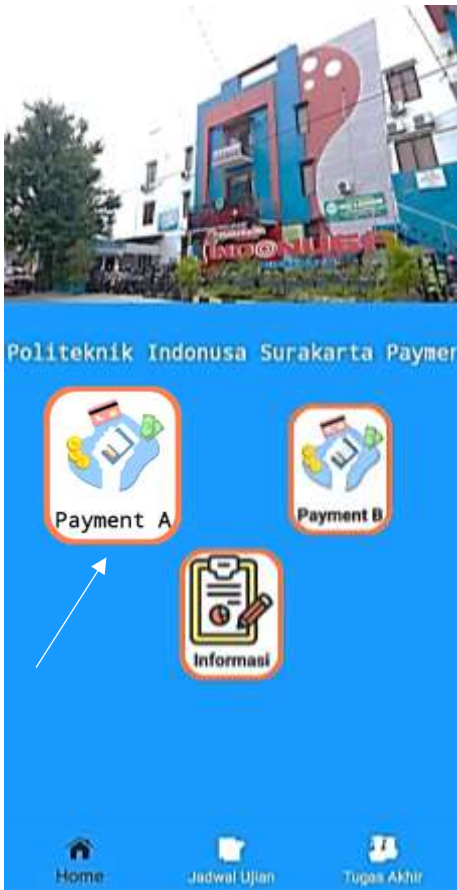 INDONUSA
Politeknik Indonusa Surakarta Paymen
Payment A
Payment B
Informasi
Home
Jadwal Ujian
Tugas Akhir